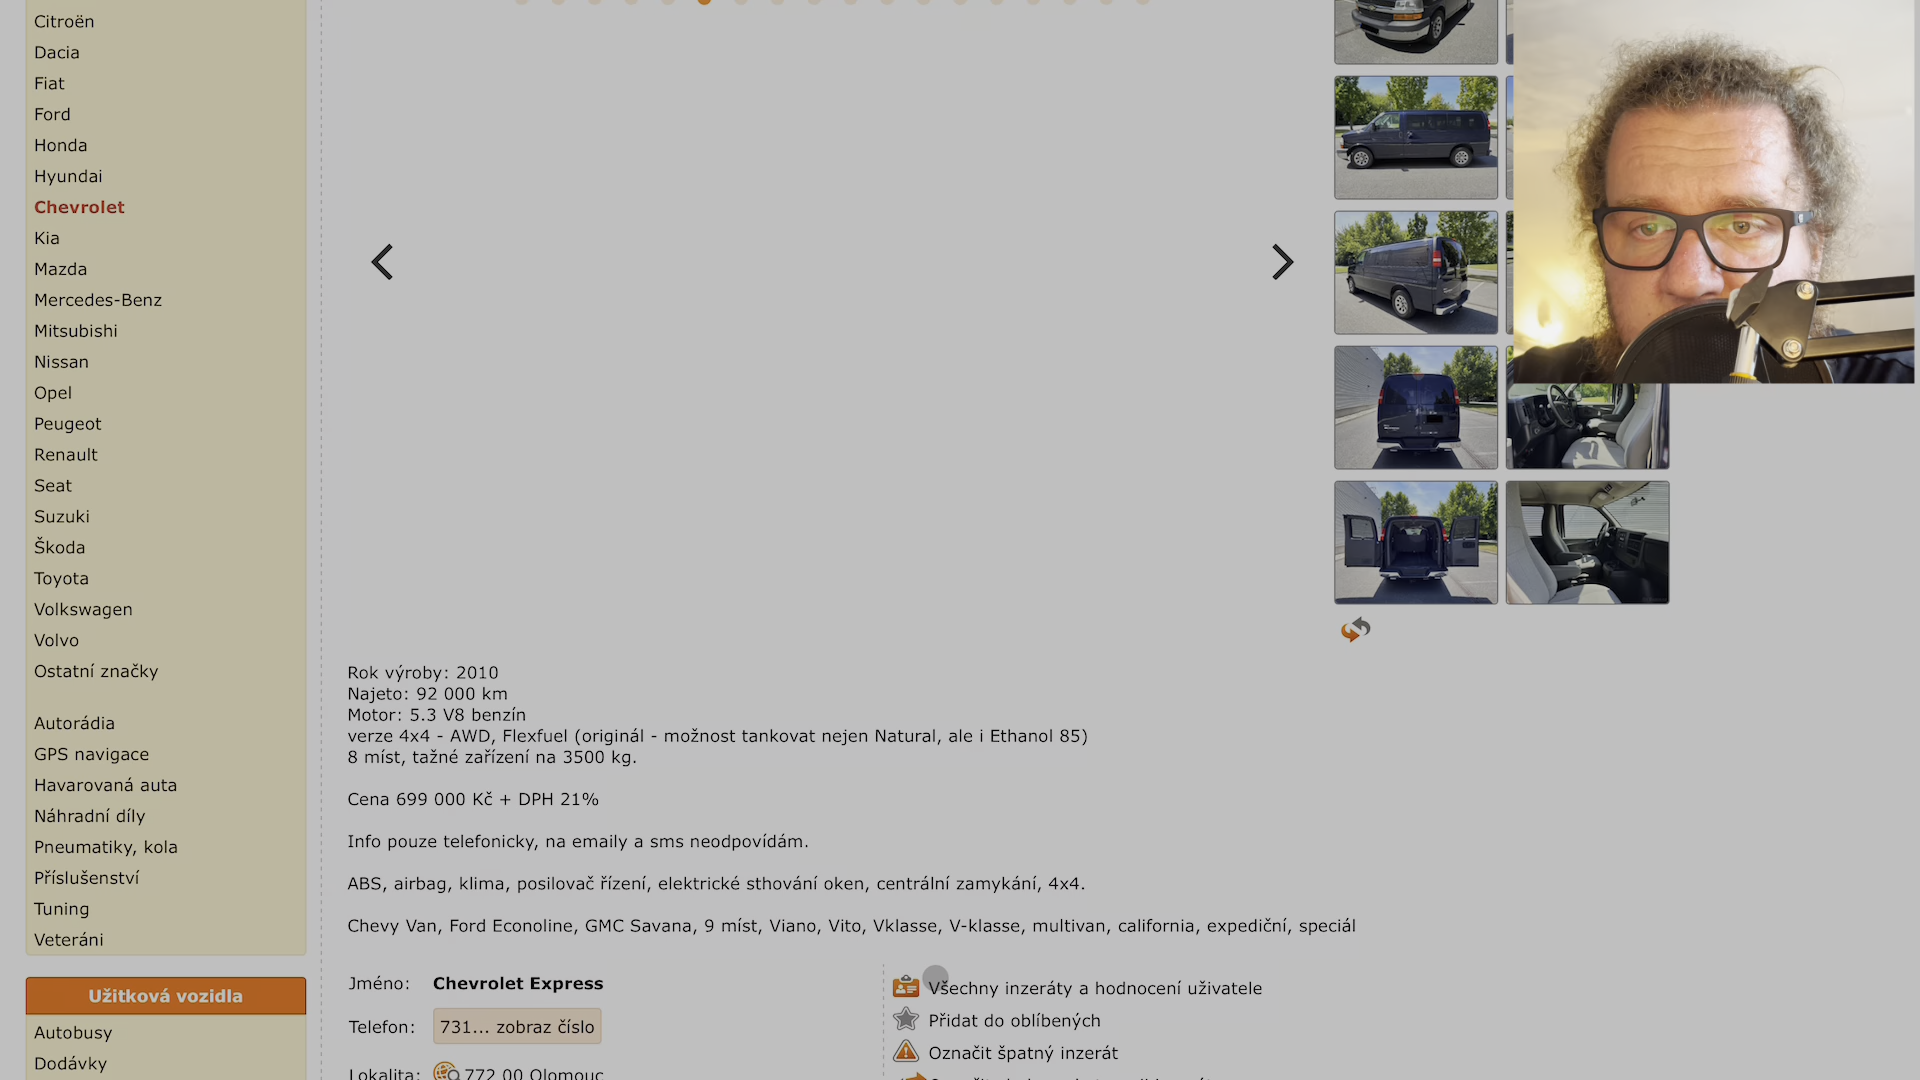 Citroën
Dacia
Fiat
Ford
Honda
Hyundai
Chevrolet
Kia
Mazda
Mercedes-Benz
Mitsubishi
Nissan
Opel
Peugeot
Renault
Seat
Suzuki
Škoda
Toyota
Volkswagen
Volvo
Ostatní značky
Autorádia
GPS navigace
Havarovaná auta
Náhradní díly
Pneumatiky, kola
Příslušenství
Tuning
Veteráni
Užitková vozidla
Autobusy
Dodávky
Rok výroby: 2010
Najeto: 92 000 km
Motor: 5.3 V8 benzín
verze 4x4 - AWD, Flexfuel (originál - možnost tankovat nejen Natural, ale i Ethanol 85)
8 míst, tažné zařízení na 3500 kg.
Cena 699 000 Kč + DPH 21%
Info pouze telefonicky, na emaily a sms neodpovídám.
ABS, airbag, klima, posilovač řízení, elektrické sthování oken, centrální zamykání, 4x4.
Chevy Van, Ford Econoline, GMC Savana, 9 míst, Viano, Vito, Vklasse, V-klasse, multivan, california, expediční, speciál
Jméno: Chevrolet Express
Telefon: 731... zobraz číslo
Lokalita: 772 00 Olomouc
Všechny inzeráty a hodnocení uživatele
Přidat do oblíbených
Označit špatný inzerát